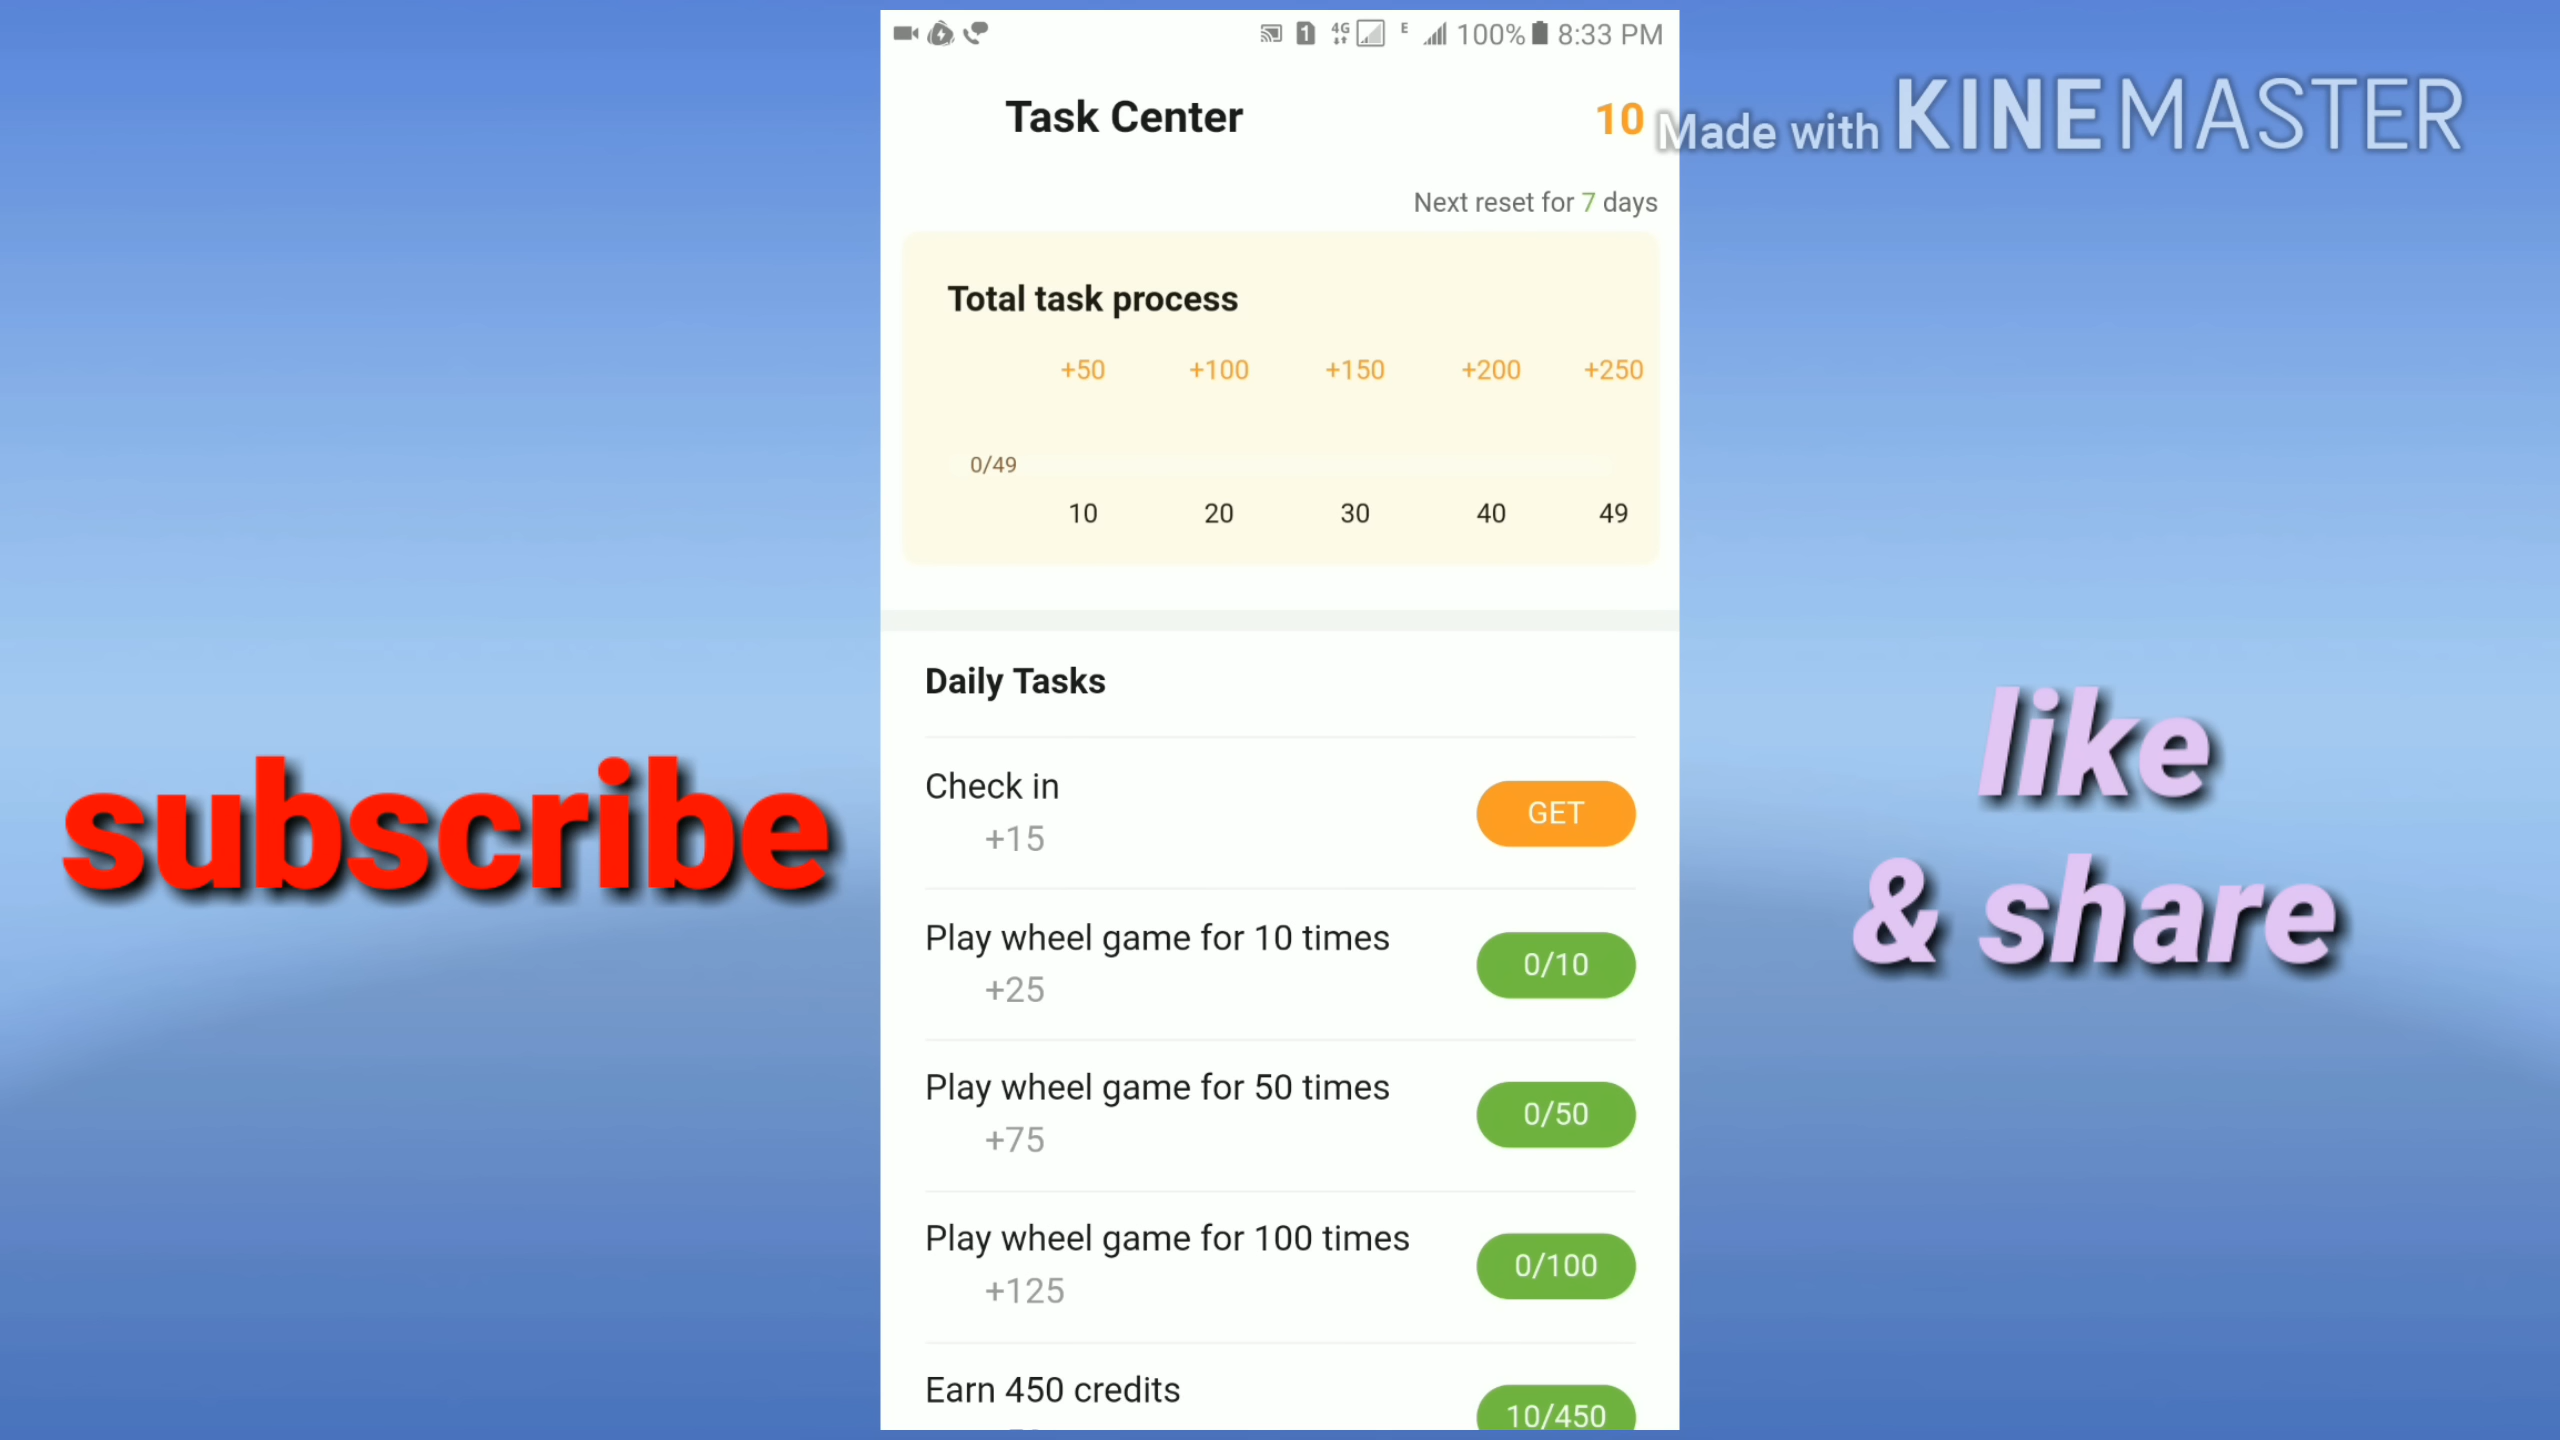 4G E 100% 8:33 PM
Task Center
10
Made with KINEMASTER
Next reset for 7 days
Total task process
+50 +100 +150 +200 +250
0/49
10 20 30 40 49
Daily Tasks
Check in
+15
GET
Play wheel game for 10 times
+25
0/10
Play wheel game for 50 times
+75
0/50
Play wheel game for 100 times
+125
0/100
Earn 450 credits
10/450
subscribe
like
& share